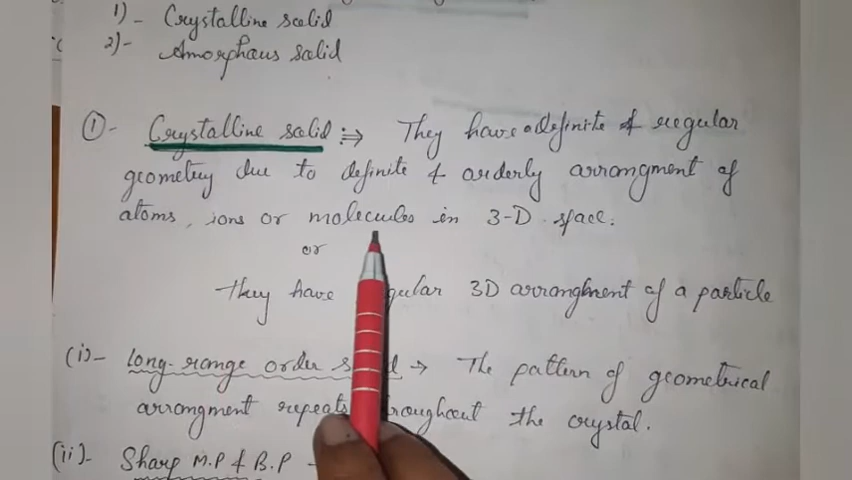 1)- Crystalline solid
2)- Amorphous solid
①- Crystalline solid :⇒ They have a definite & regular
geometry due to definite & orderly arrangment of
atoms, ions or molecules in 3-D space.
or
They have gular 3D arrangment of a particle
(i)- long-range order s d → The pattern of geometrical
arrangment repeats throughout the crystal.
(ii)- Sharp M.P & B.P -